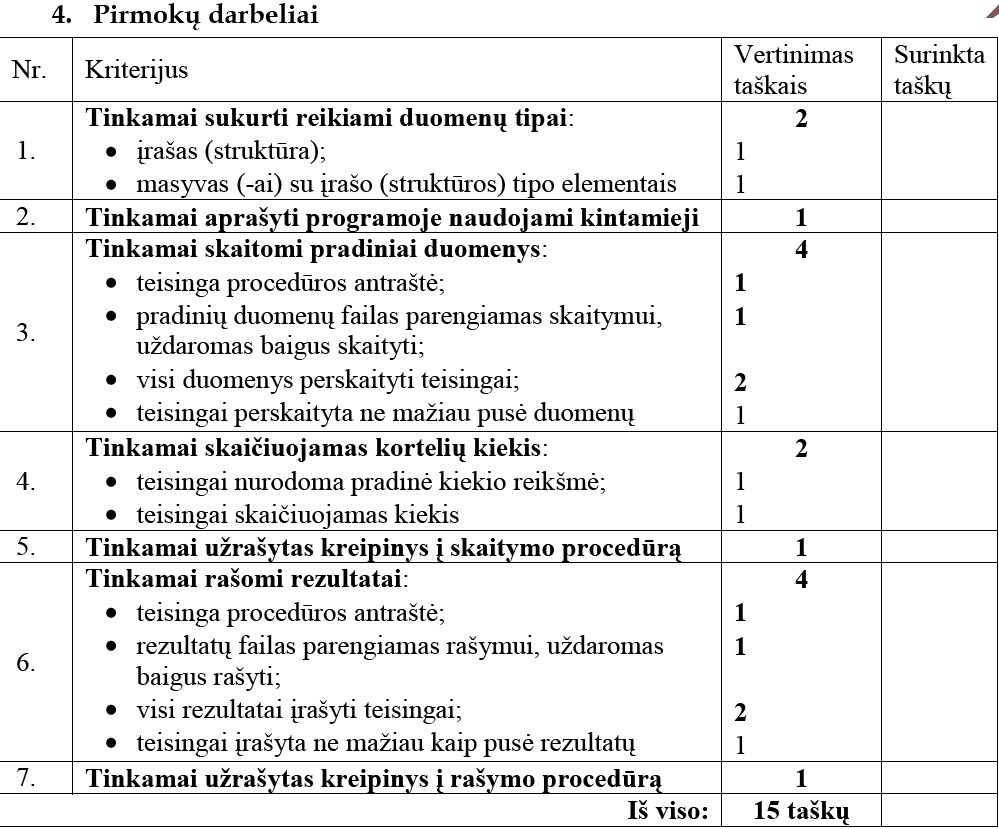 4. Pirmokų darbeliai
Nr. Kriterijus Vertinimas taškais Surinkta taškų
1. Tinkamai sukurti reikiami duomenų tipai: 2
• įrašas (struktūra); 1
• masyvas (-ai) su įrašo (struktūros) tipo elementais 1
2. Tinkamai aprašyti programoje naudojami kintamieji 1
3. Tinkamai skaitomi pradiniai duomenys: 4
• teisinga procedūros antraštė; 1
• pradinių duomenų failas parengiamas skaitymui, 1
uždaromas baigus skaityti;
• visi duomenys perskaityti teisingai; 2
• teisingai perskaityta ne mažiau pusė duomenų 1
4. Tinkamai skaičiuojamas kortelių kiekis: 2
• teisingai nurodoma pradinė kiekio reikšmė; 1
• teisingai skaičiuojamas kiekis 1
5. Tinkamai užrašytas kreipinys į skaitymo procedūrą 1
6. Tinkamai rašomi rezultatai: 4
• teisinga procedūros antraštė; 1
• rezultatų failas parengiamas rašymui, uždaromas 1
baigus rašyti;
• visi rezultatai įrašyti teisingai; 2
• teisingai įrašyta ne mažiau kaip pusė rezultatų 1
7. Tinkamai užrašytas kreipinys į rašymo procedūrą 1
Iš viso: 15 taškų